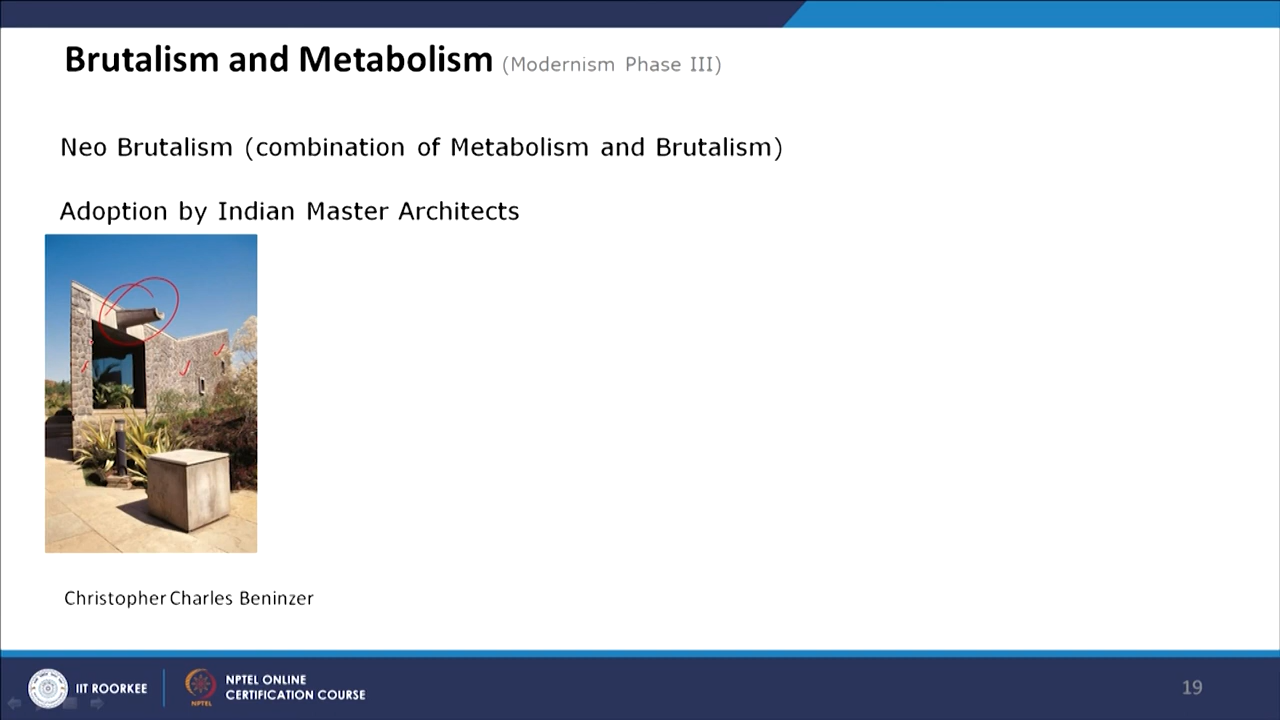 Brutalism and Metabolism (Modernism Phase III)
Neo Brutalism (combination of Metabolism and Brutalism)
Adoption by Indian Master Architects
Christopher Charles Beninzer
IIT ROORKEE
NPTEL
NPTEL ONLINE
CERTIFICATION COURSE
19